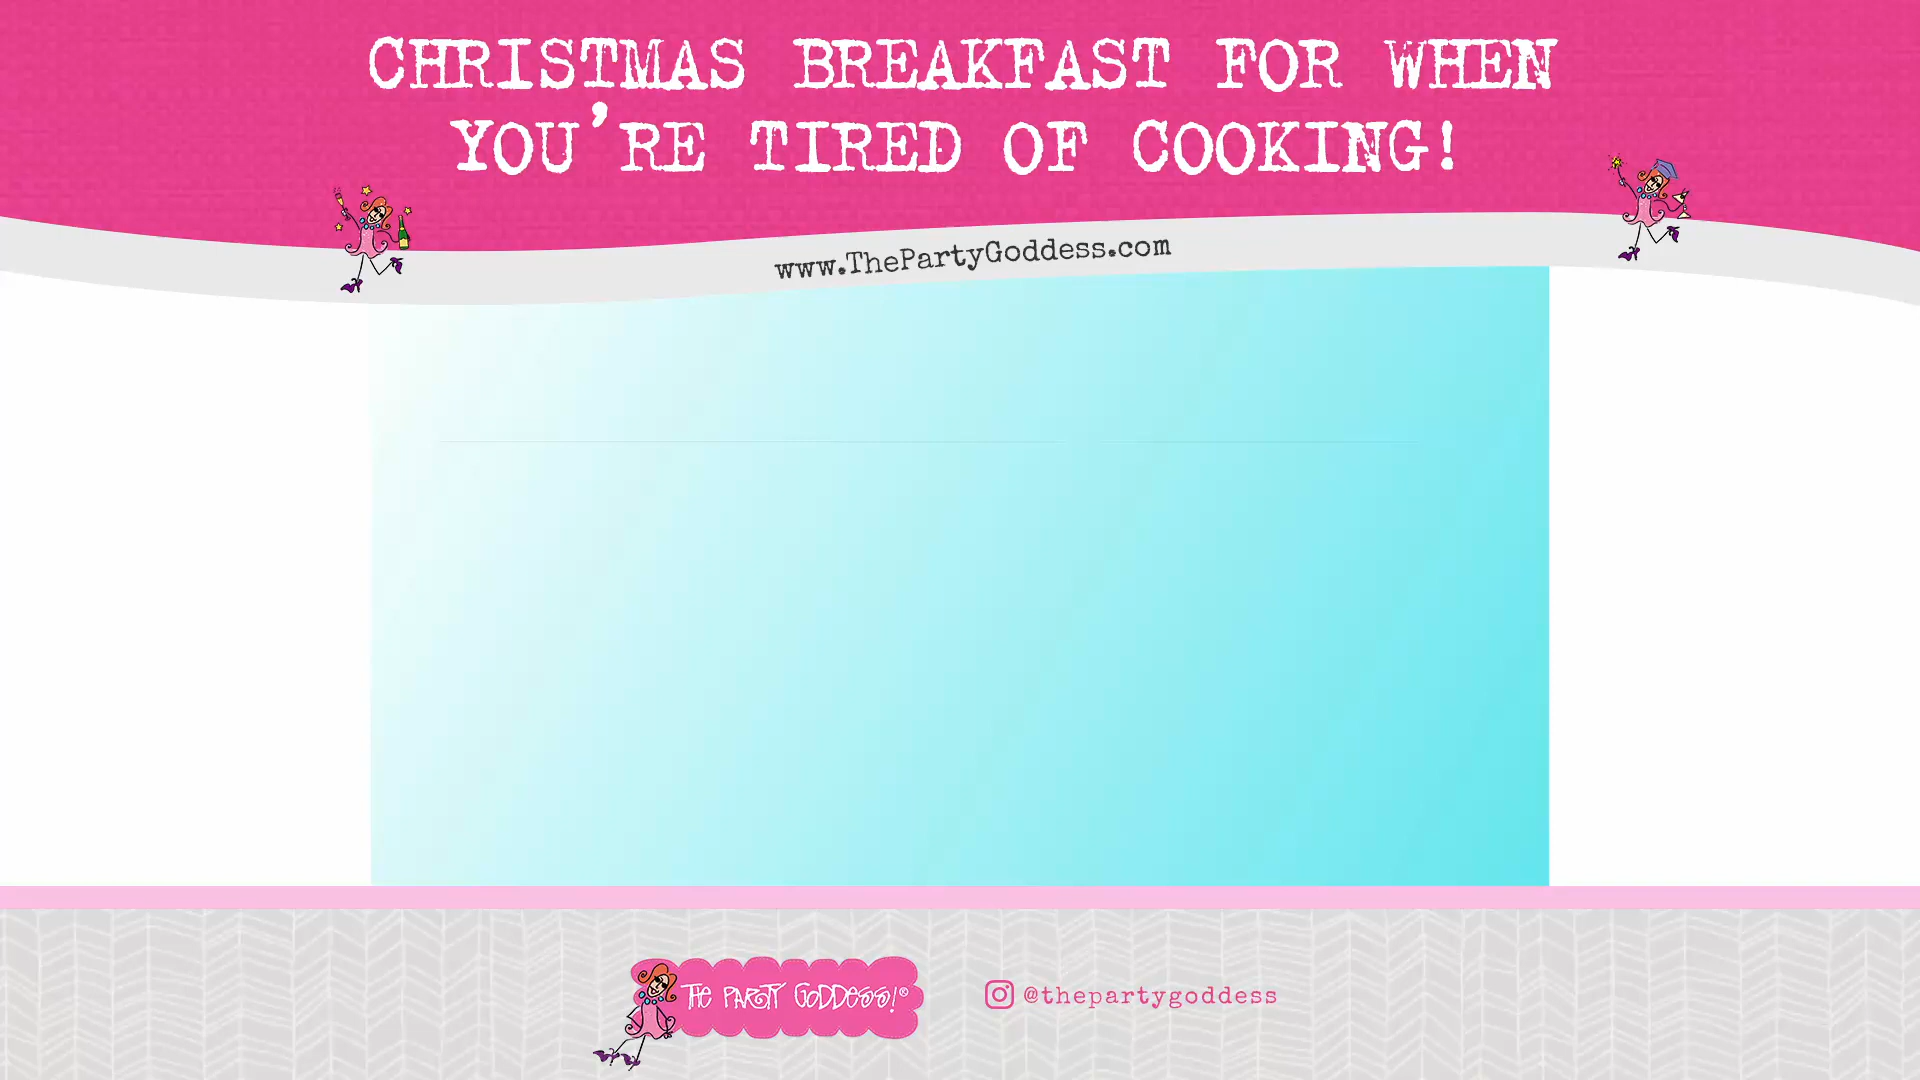 CHRISTMAS BREAKFAST FOR WHEN
YOU'RE TIRED OF COOKING!
www.ThePartyGoddess.com
THE PARTY GODDESS!®
@thepartygoddess